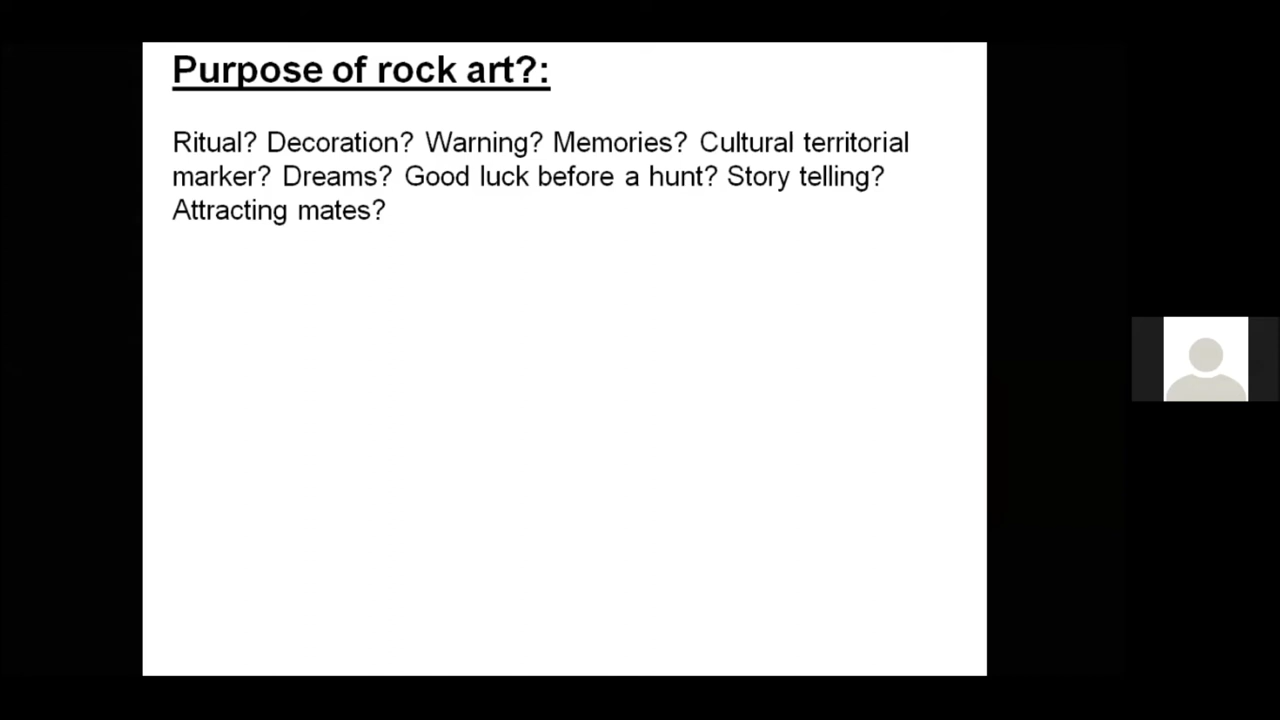 Purpose of rock art?:
Ritual? Decoration? Warning? Memories? Cultural territorial
marker? Dreams? Good luck before a hunt? Story telling?
Attracting mates?